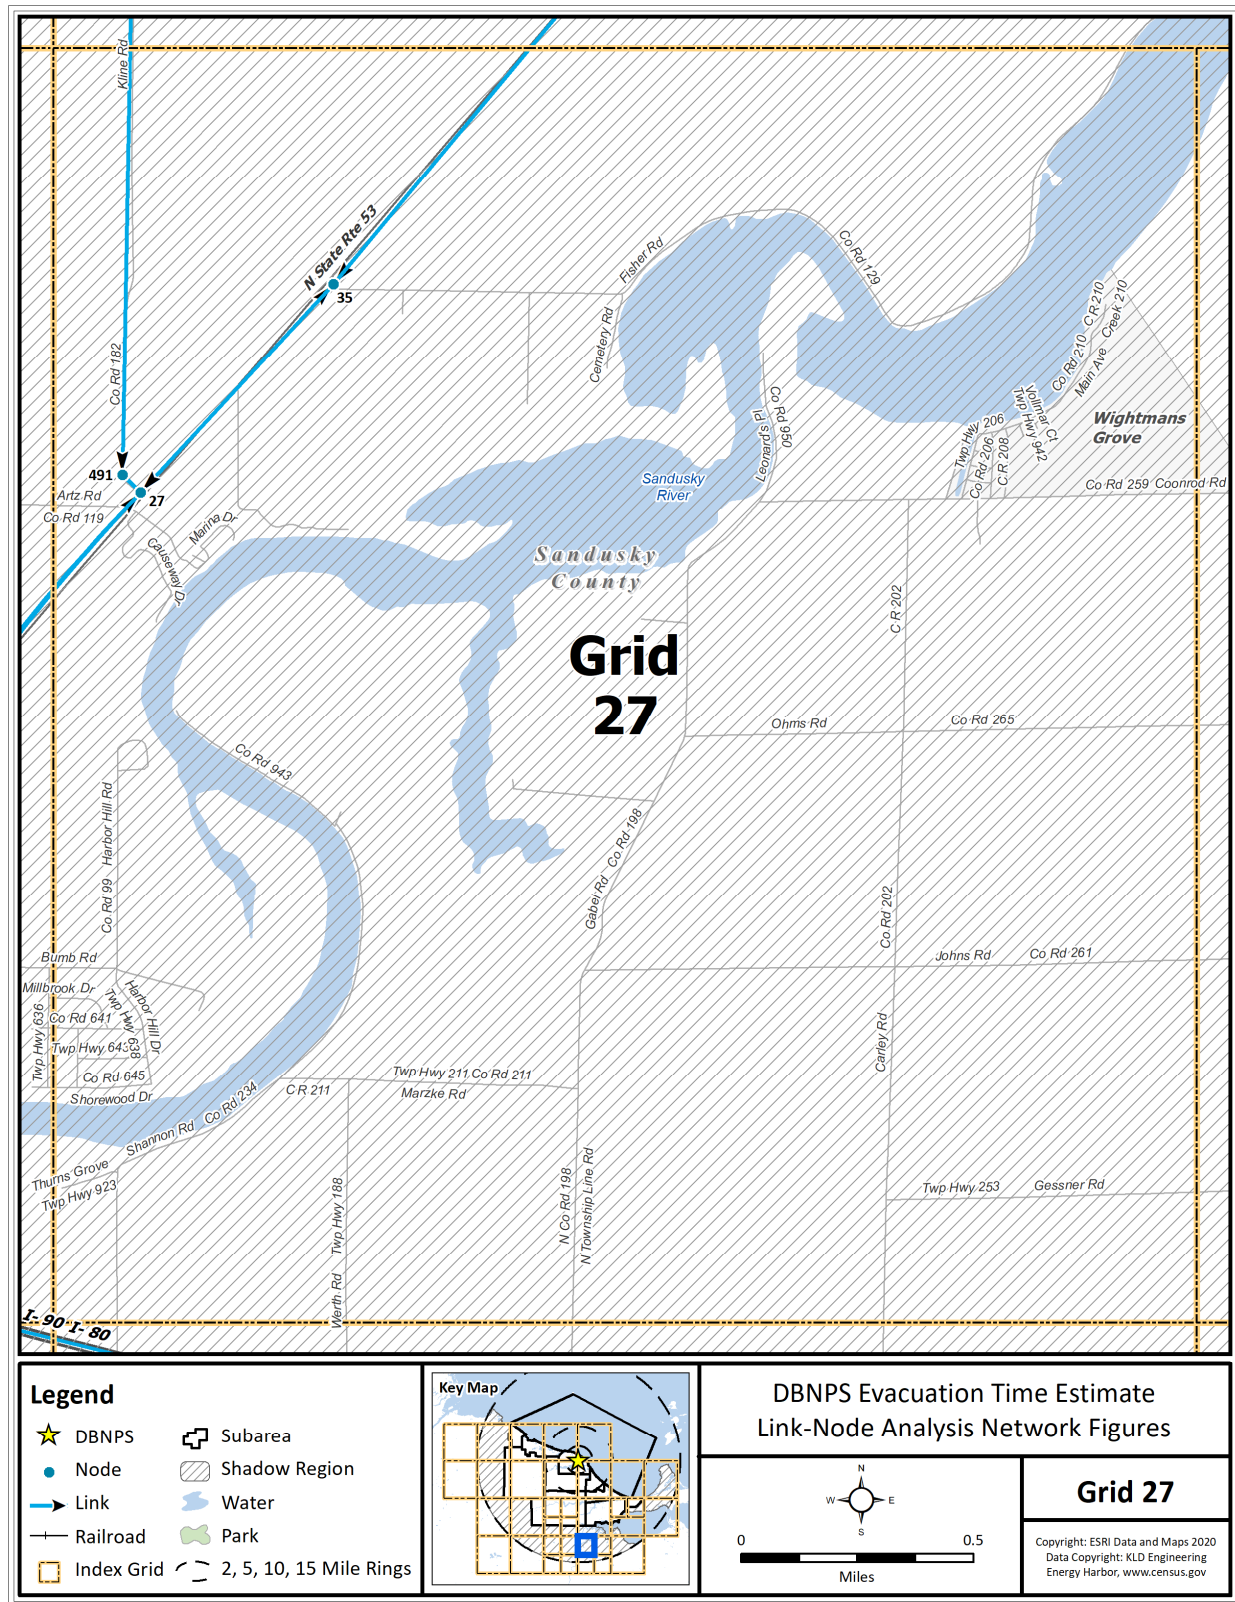 Kline Rd
N State Rte 53
35
Fisher Rd
Co Rd 129
Cemetery Rd
Co Rd 182
C R 210
Creek 210
Co Rd 210
Main Ave
Co Rd 950
Leonards Pl
Vollmar Ct
Twp Hwy 942
Twp Hwy 206
Co Rd 206
C R 208
Wightmans
Grove
491
27
Artz Rd
Co Rd 119
Sandusky
River
Co Rd 259 Coonrod Rd
Marina Dr
Causeway Dr
Sandusky
County
C R 202
Grid
27
Ohms Rd
Co Rd 265
Co Rd 943
Co Rd 99
Harbor Hill Rd
Gabel Rd
Co Rd 198
Co Rd 202
Bumb Rd
Johns Rd
Co Rd 261
Millbrook Dr
Harbor Hill Dr
Twp Hwy 638
Twp Hwy 636
Co Rd 641
Twp Hwy 643
Co Rd 645
Shorewood Dr
Carley Rd
Twp Hwy 211 Co Rd 211
C R 211
Marzke Rd
Shannon Rd
Co Rd 234
Thurns Grove
Twp Hwy 923
Twp Hwy 188
Werth Rd
N Co Rd 198
N Township Line Rd
Twp Hwy 253
Gessner Rd
I- 90 I- 80
Legend
DBNPS
Subarea
Node
Shadow Region
Link
Water
Railroad
Park
Index Grid
2, 5, 10, 15 Mile Rings
Key Map
DBNPS Evacuation Time Estimate
Link-Node Analysis Network Figures
N
W
E
S
0
0.5
Miles
Grid 27
Copyright: ESRI Data and Maps 2020
Data Copyright: KLD Engineering
Energy Harbor, www.census.gov